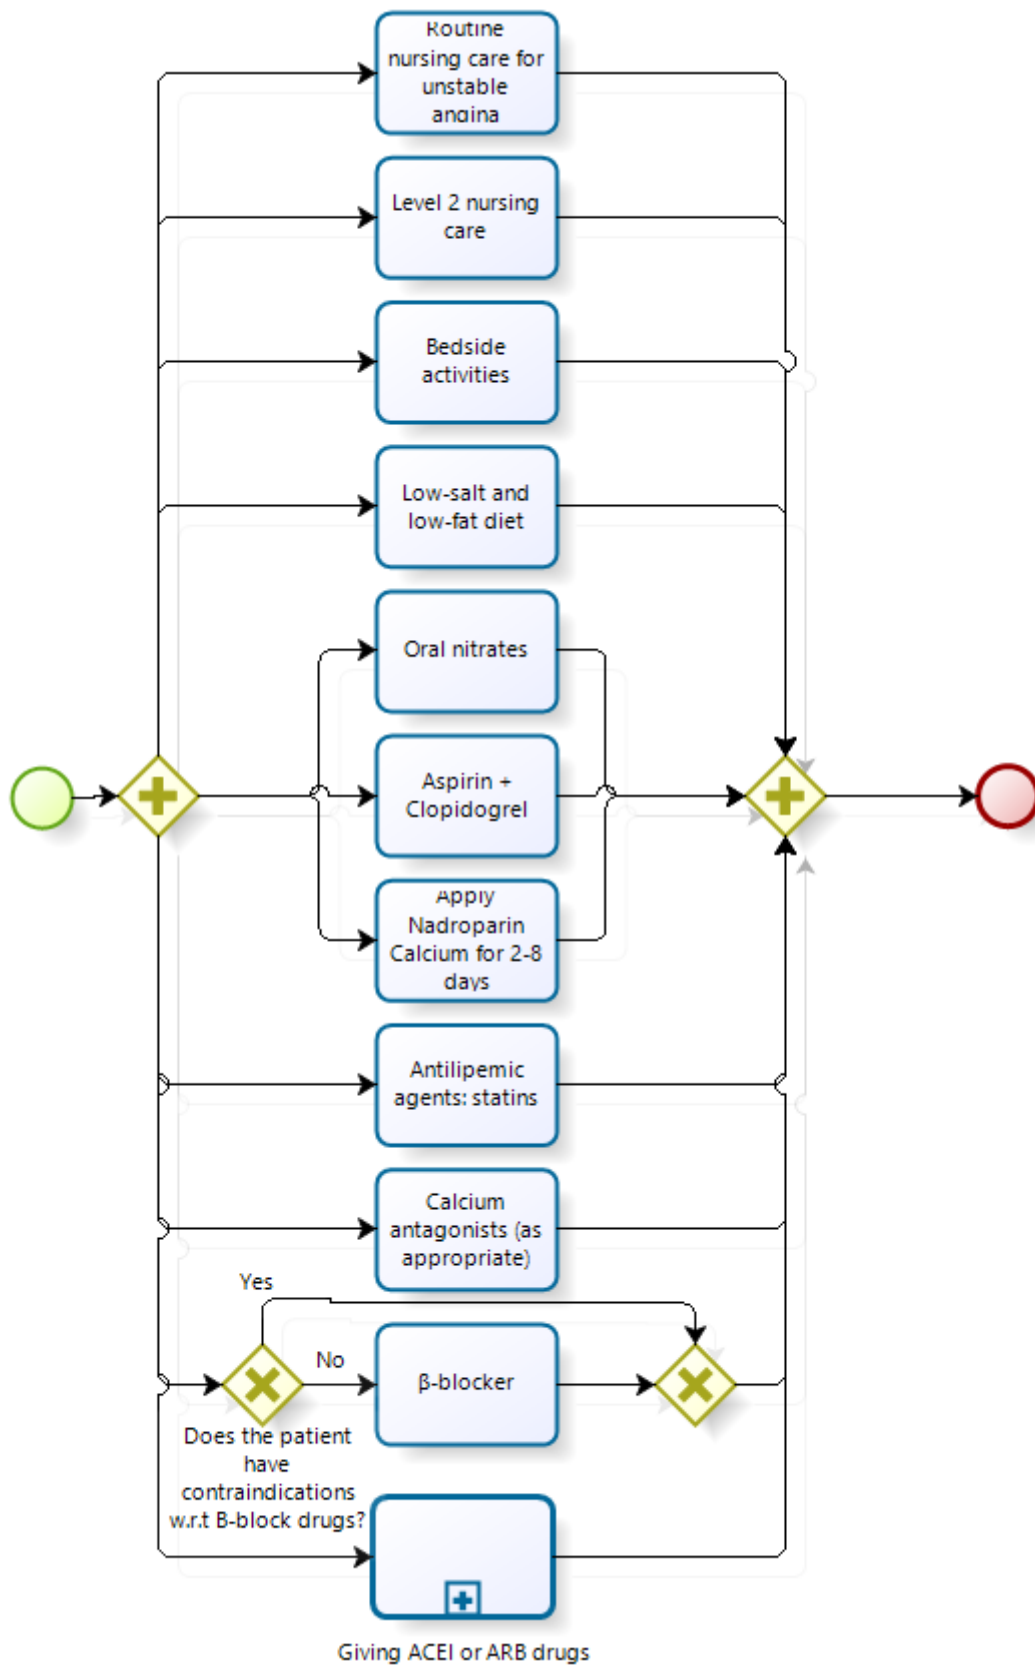 Routine
nursing care for
unstable
angina
Level 2 nursing
care
Bedside
activities
Low-salt and
low-fat diet
Oral nitrates
Aspirin +
Clopidogrel
Apply
Nadroparin
Calcium for 2-8
days
Antilipemic
agents: statins
Calcium
antagonists (as
appropriate)
Yes
No
β-blocker
Does the patient
have
contraindications
w.r.t B-block drugs?
Giving ACEI or ARB drugs